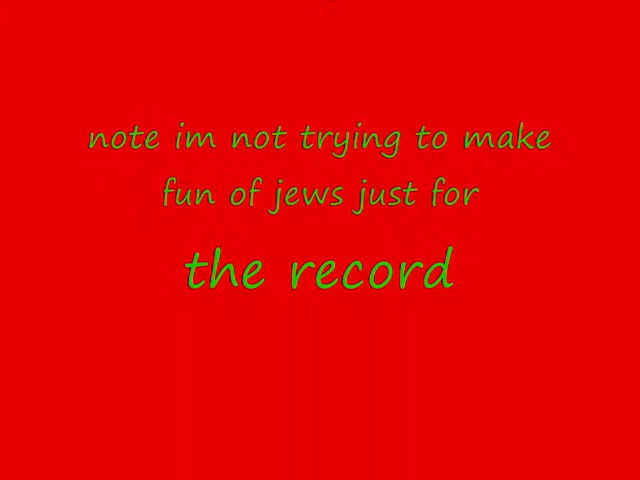 note im not trying to make
fun of jews just for
the record